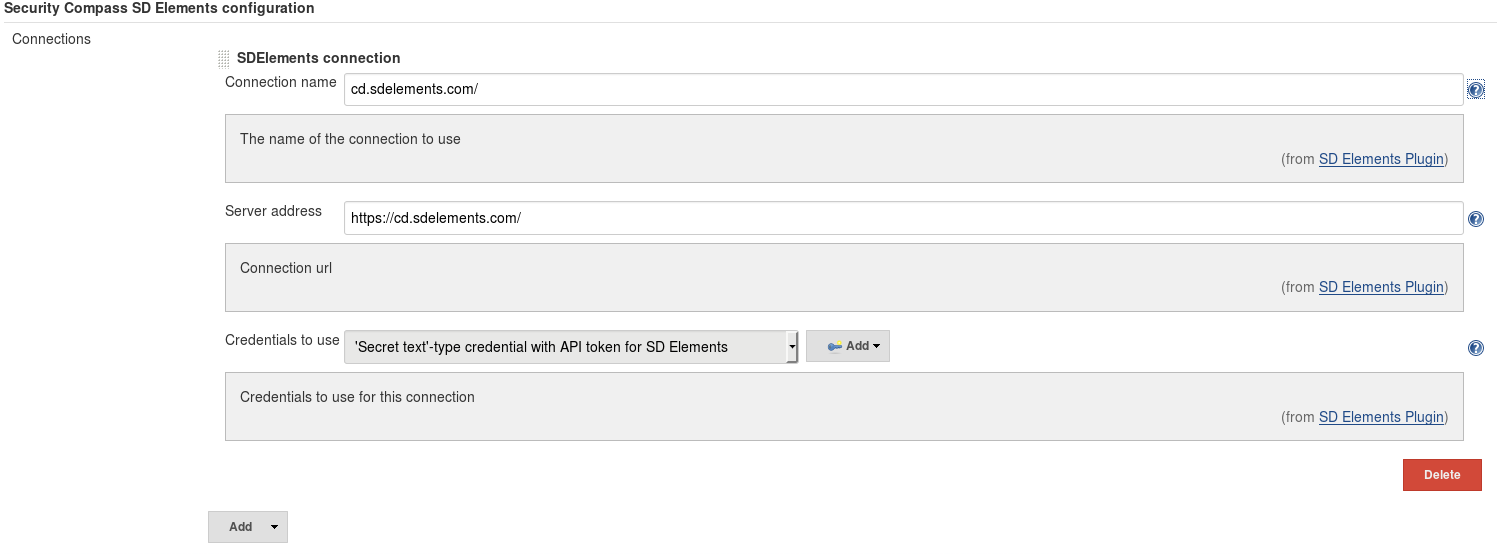 Security Compass SD Elements configuration
Connections
SDElements connection
Connection name cd.sdelements.com/
The name of the connection to use
(from SD Elements Plugin)
Server address https://cd.sdelements.com/
Connection url
(from SD Elements Plugin)
Credentials to use 'Secret text'-type credential with API token for SD Elements Add
Credentials to use for this connection
(from SD Elements Plugin)
Delete
Add